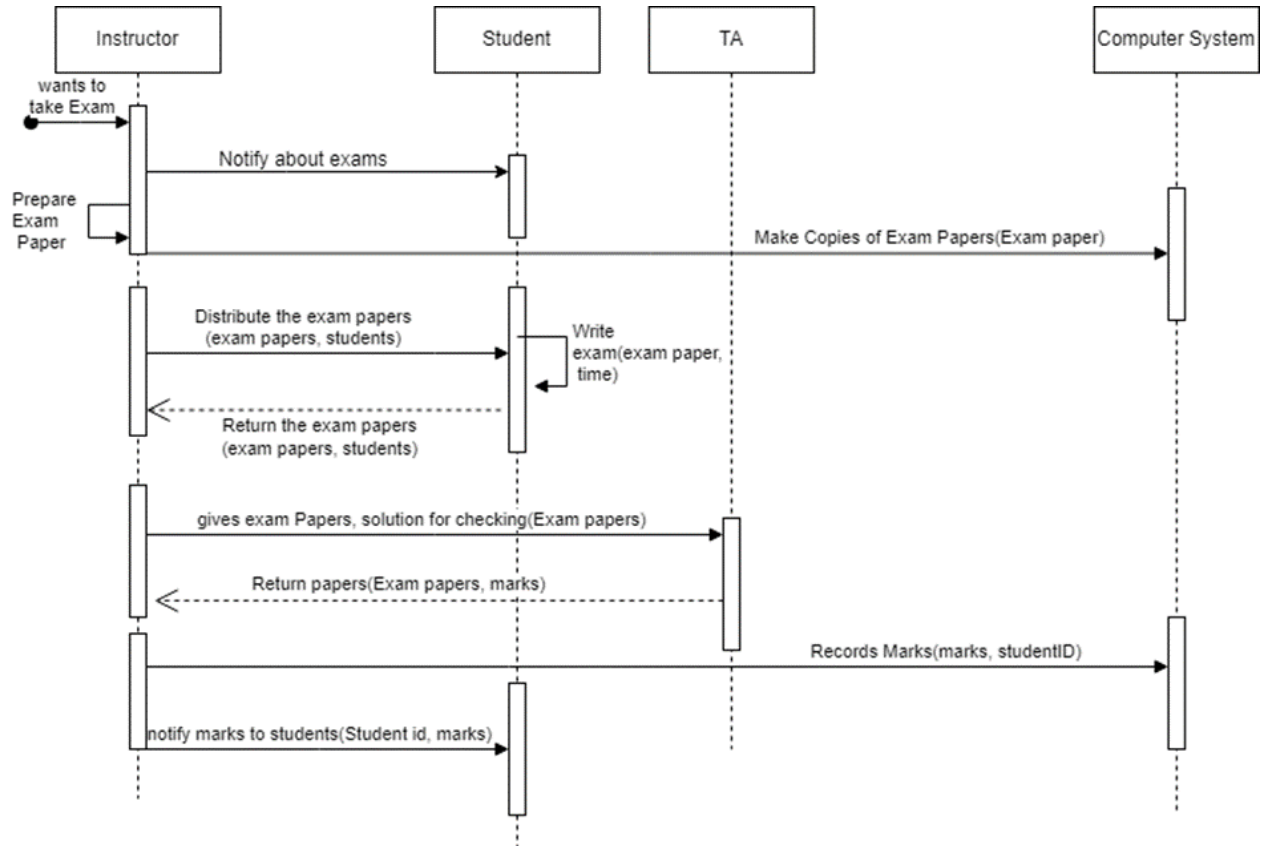 Instructor
Student
TA
Computer System
wants to
take Exam
Notify about exams
Prepare
Exam
Paper
Make Copies of Exam Papers(Exam paper)
Distribute the exam papers
(exam papers, students)
Write
exam(exam paper,
time)
Return the exam papers
(exam papers, students)
gives exam Papers, solution for checking(Exam papers)
Return papers(Exam papers, marks)
Records Marks(marks, studentID)
notify marks to students(Student id, marks)